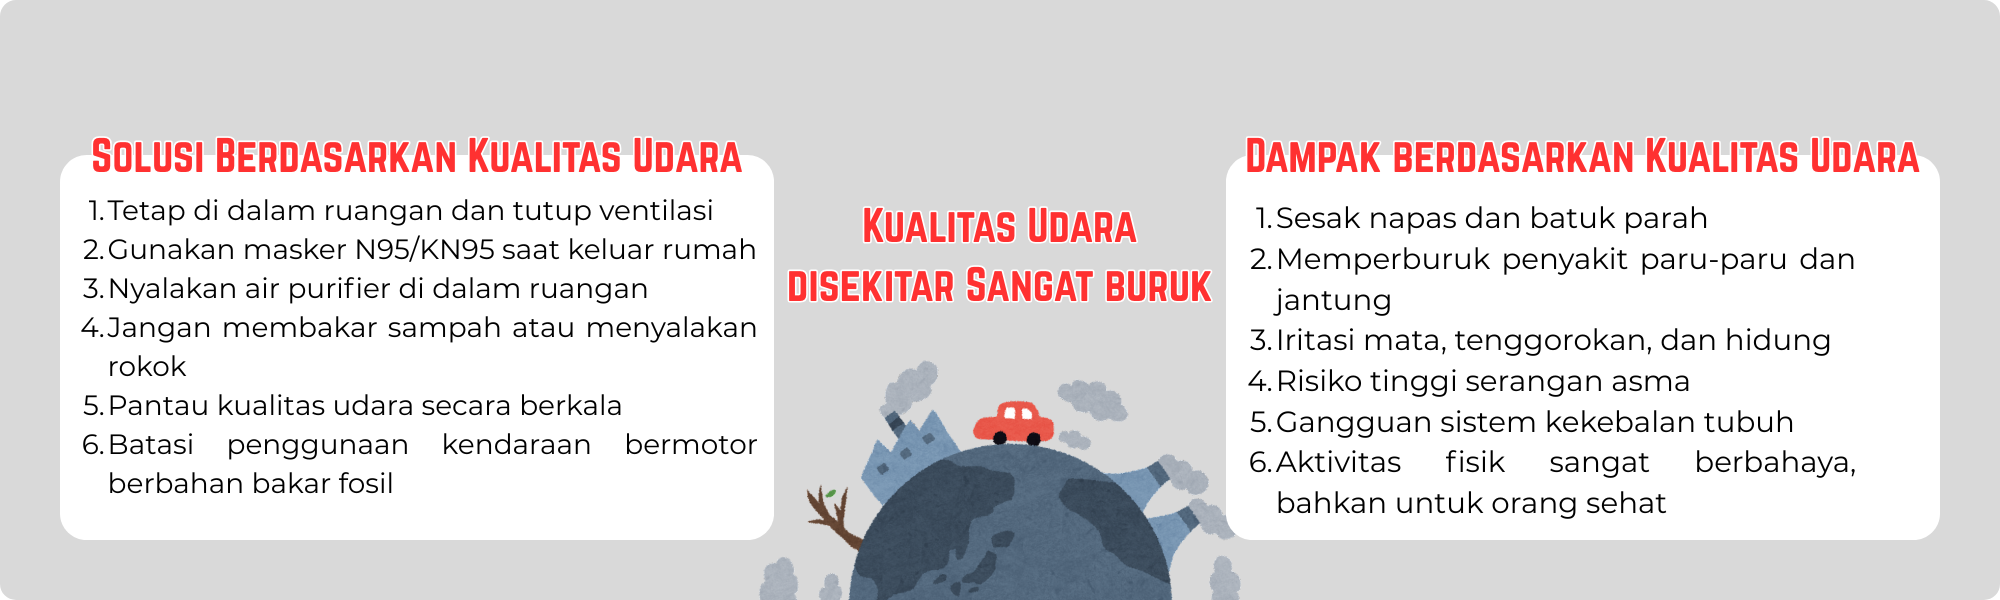 Solusi Berdasarkan Kualitas Udara
1. Tetap di dalam ruangan dan tutup ventilasi
2. Gunakan masker N95/KN95 saat keluar rumah
3. Nyalakan air purifier di dalam ruangan
4. Jangan membakar sampah atau menyalakan
rokok
5. Pantau kualitas udara secara berkala
6. Batasi penggunaan kendaraan bermotor
berbahan bakar fosil
Kualitas Udara
disekitar Sangat buruk
Dampak berdasarkan Kualitas Udara
1. Sesak napas dan batuk parah
2. Memperburuk penyakit paru-paru dan
jantung
3. Iritasi mata, tenggorokan, dan hidung
4. Risiko tinggi serangan asma
5. Gangguan sistem kekebalan tubuh
6. Aktivitas fisik sangat berbahaya,
bahkan untuk orang sehat